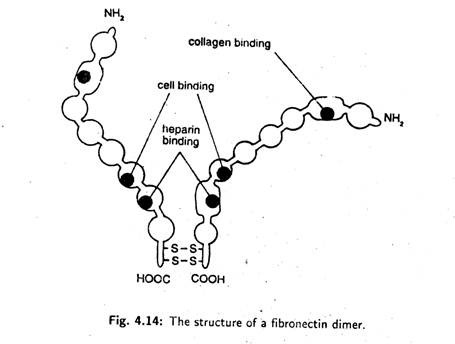 NH2
collagen binding
cell binding
NH2
heparin
binding
S-S
S-S
HOOC COOH
Fig. 4.14: The structure of a fibronectin dimer.